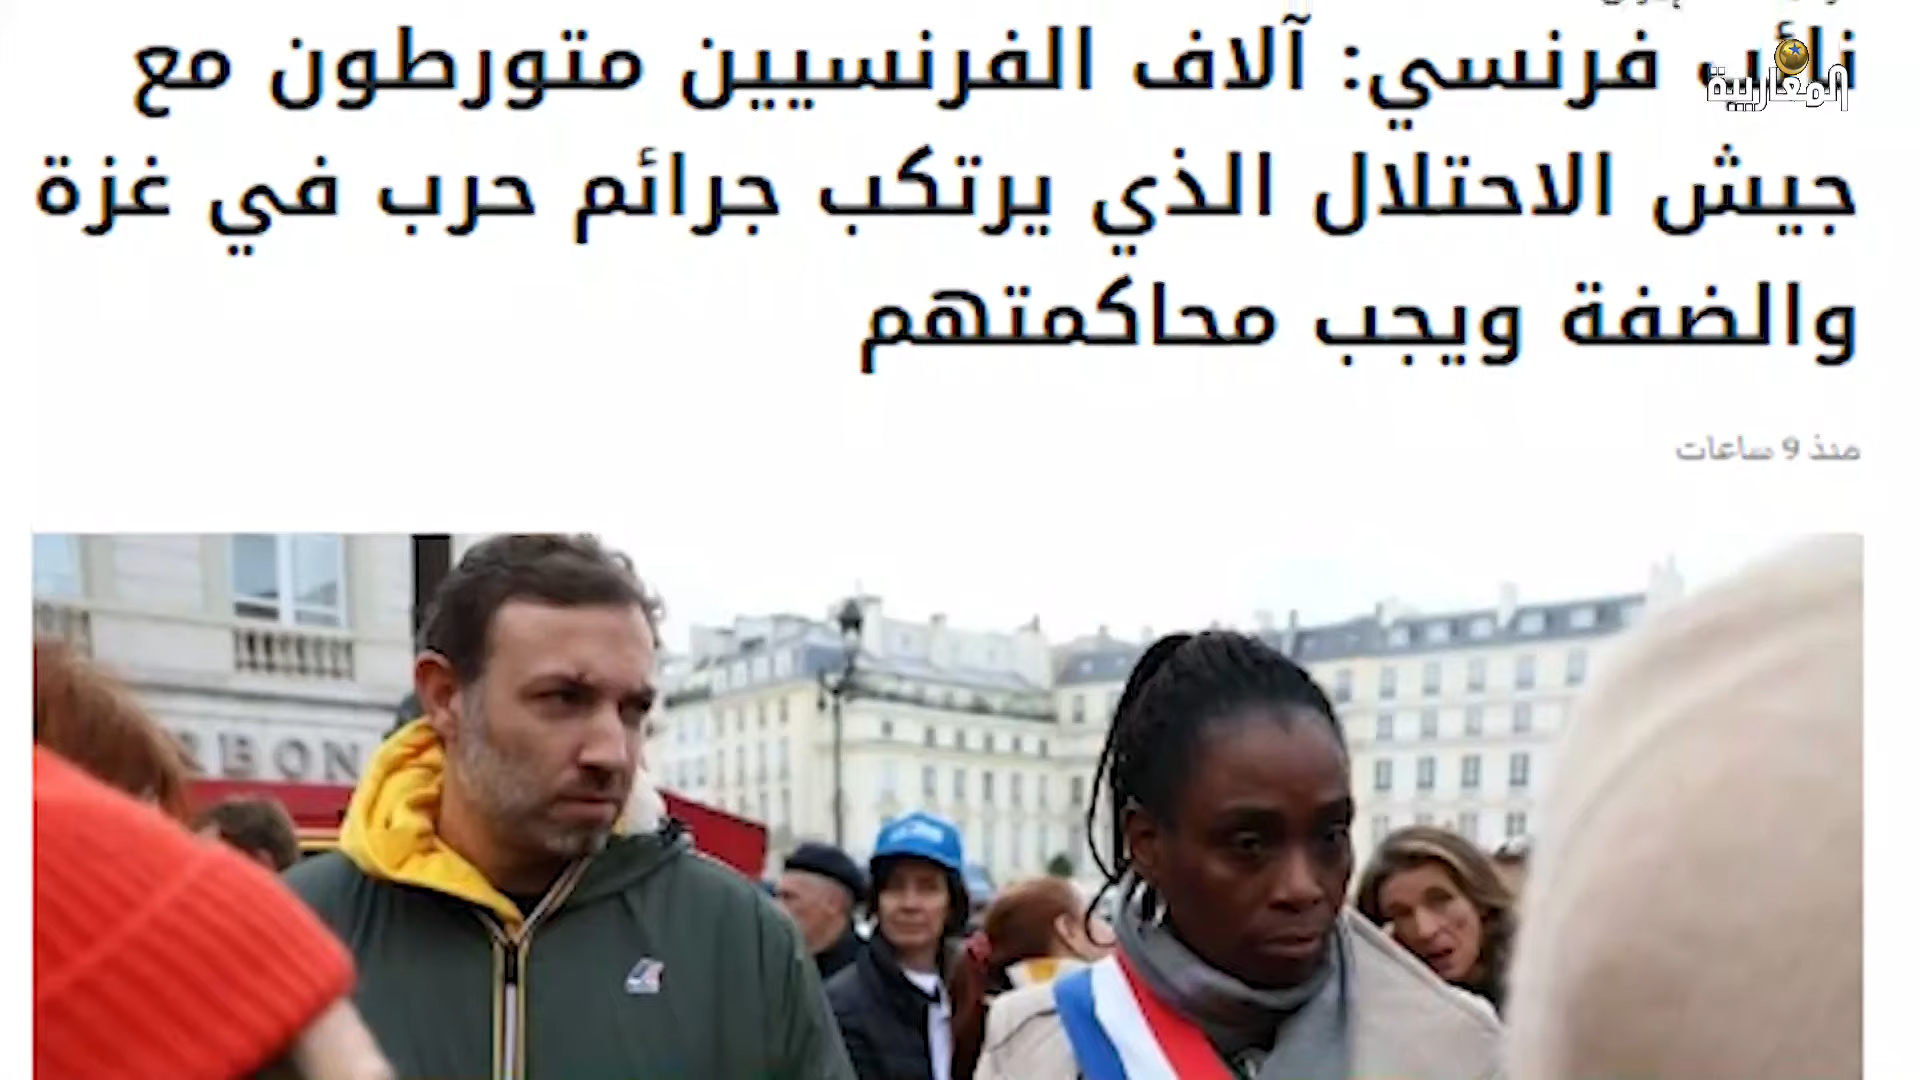 نائب فرنسي: آلاف الفرنسيين متورطون مع
جيش الاحتلال الذي يرتكب جرائم حرب في غزة
والضفة ويجب محاكمتهم
المغاربية
منذ 9 ساعات
RBON